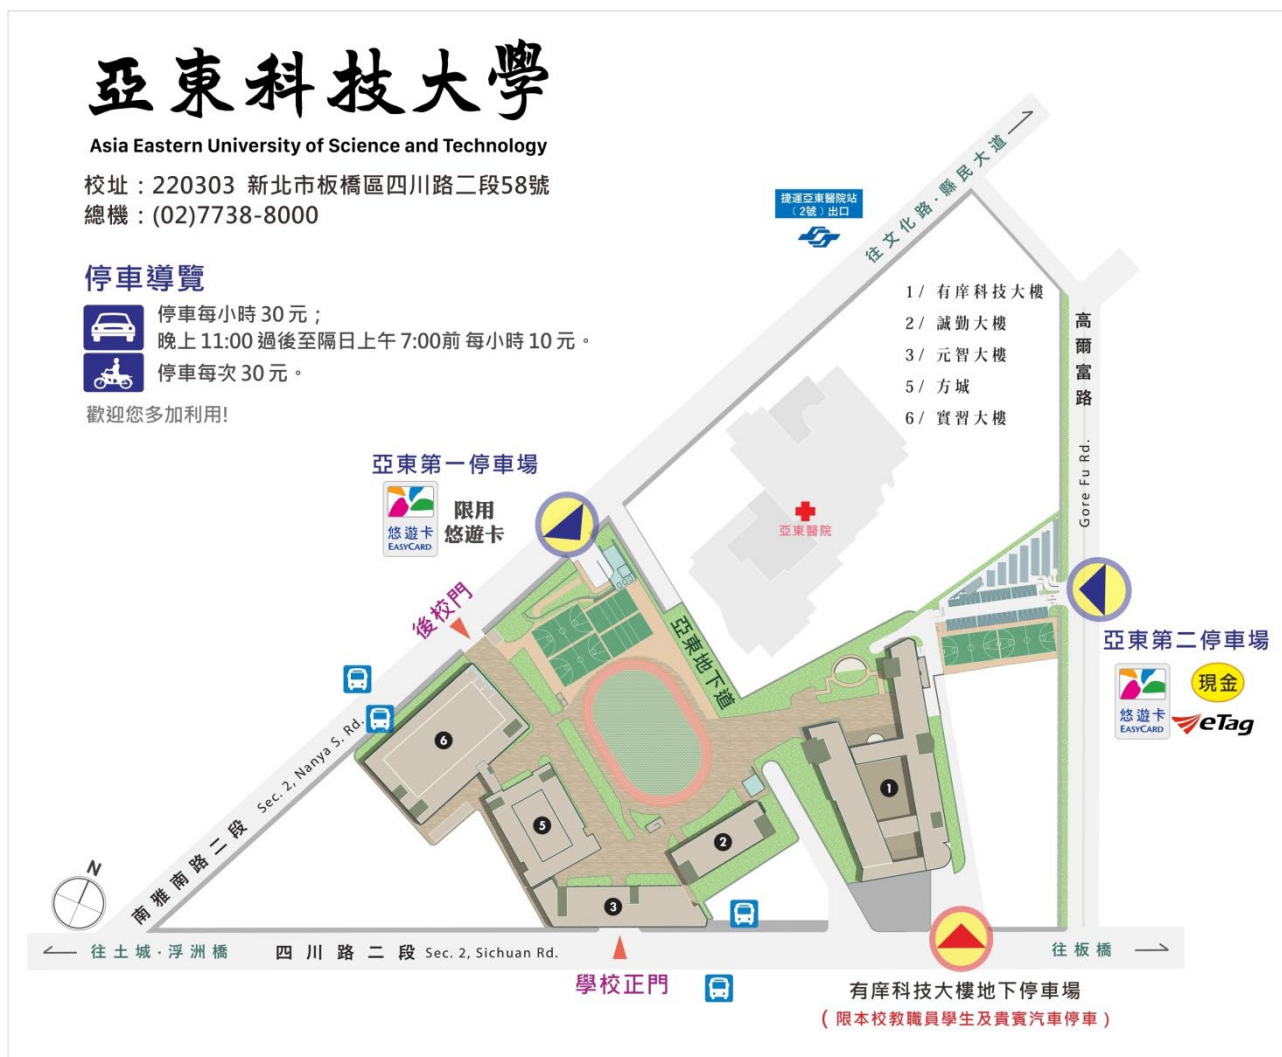 亞東科技大學
Asia Eastern University of Science and Technology
校址：220303 新北市板橋區四川路二段58號
總機：(02)7738-8000
停車導覽
停車每小時 30 元；
晚上 11:00 過後至隔日上午 7:00前 每小時 10 元。
停車每次 30 元。
歡迎您多加利用!
捷運亞東醫院站
（2號）出口
往文化路·縣民大道
1/ 有庠科技大樓
2/ 誠勤大樓
3/ 元智大樓
5/ 方城
6/ 實習大樓
高爾富路
Gore Fu Rd.
亞東第一停車場
悠遊卡
EASYCARD
限用
悠遊卡
亞東醫院
後校門
亞東地下道
亞東第二停車場
悠遊卡
EASYCARD
現金
eTag
南雅南路二段 Sec. 2, Nanya S. Rd.
6
5
2
1
3
N
往土城·浮洲橋
四川路二段 Sec. 2, Sichuan Rd.
往板橋
學校正門
有庠科技大樓地下停車場
（限本校教職員學生及貴賓汽車停車）